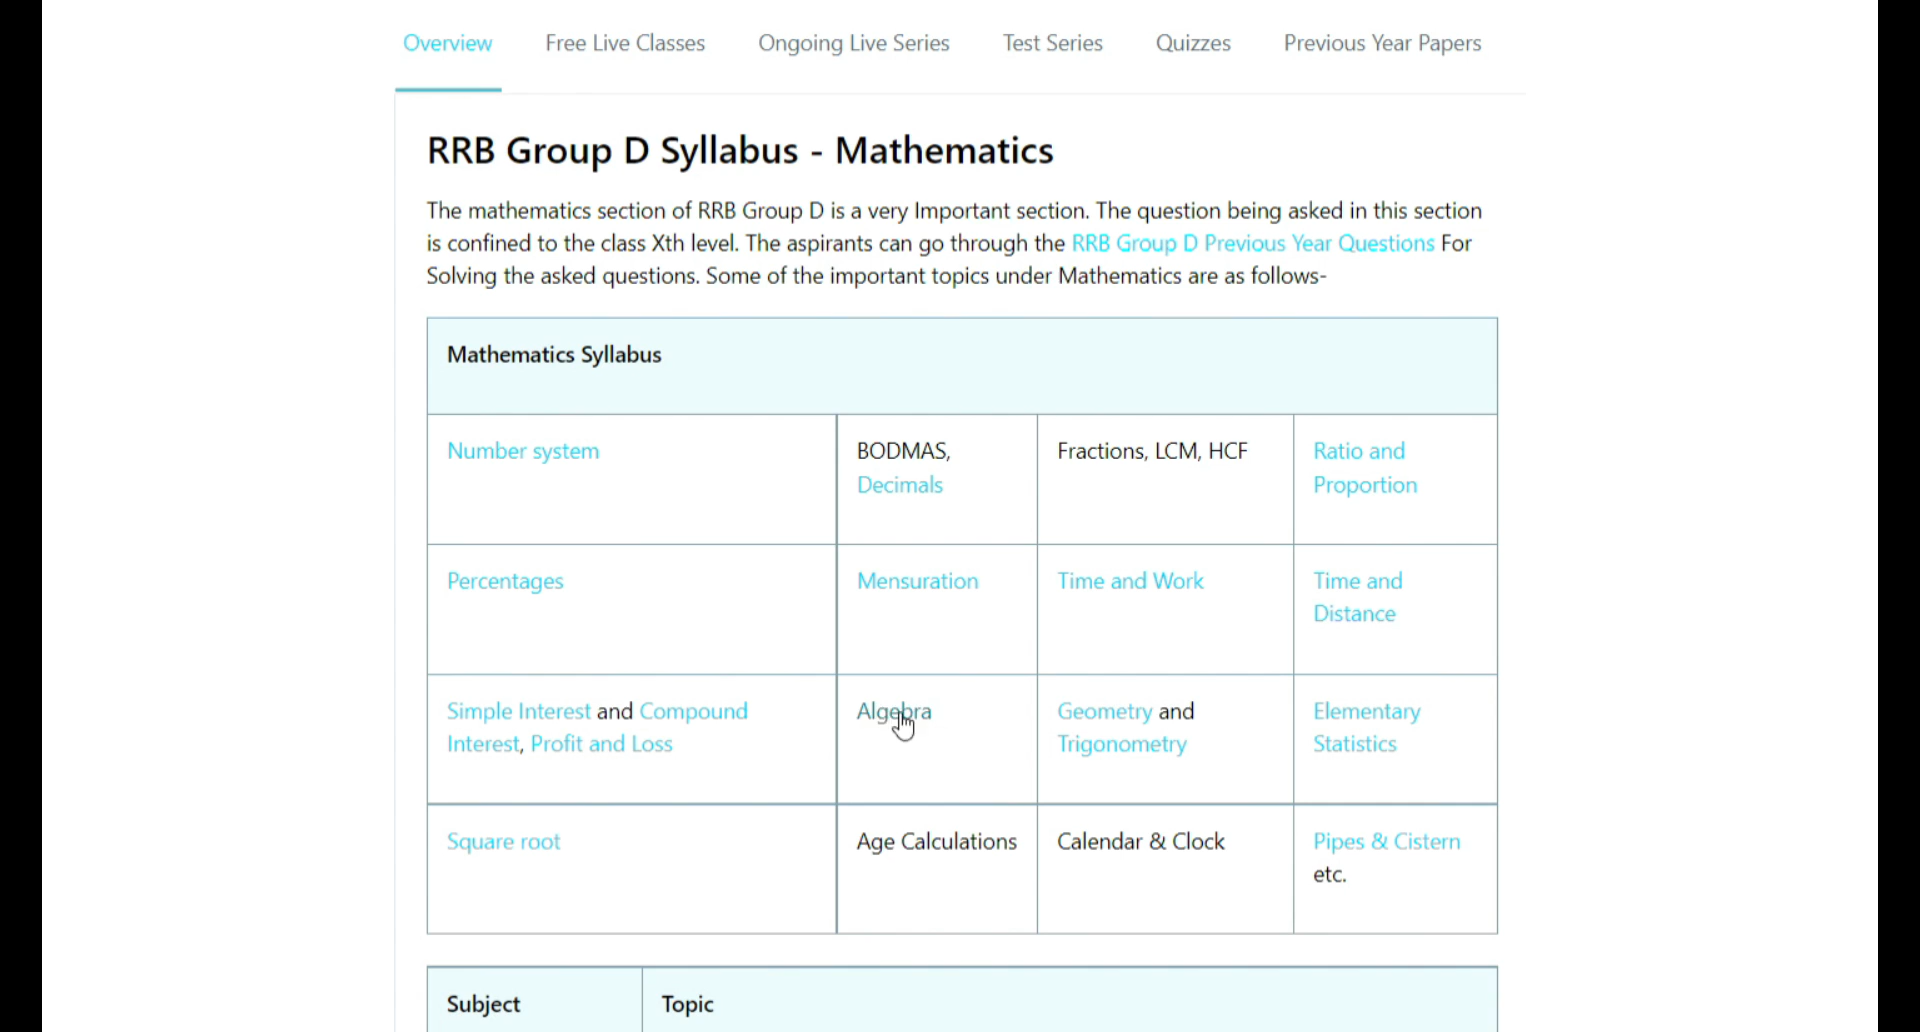 Overview Free Live Classes Ongoing Live Series Test Series Quizzes Previous Year Papers
RRB Group D Syllabus - Mathematics
The mathematics section of RRB Group D is a very Important section. The question being asked in this section
is confined to the class Xth level. The aspirants can go through the RRB Group D Previous Year Questions For
Solving the asked questions. Some of the important topics under Mathematics are as follows-
Mathematics Syllabus
Number system
BODMAS,
Decimals
Fractions, LCM, HCF
Ratio and
Proportion
Percentages
Mensuration
Time and Work
Time and
Distance
Simple Interest and Compound
Interest, Profit and Loss
Algebra
Geometry and
Trigonometry
Elementary
Statistics
Square root
Age Calculations
Calendar & Clock
Pipes & Cistern
etc.
Subject
Topic